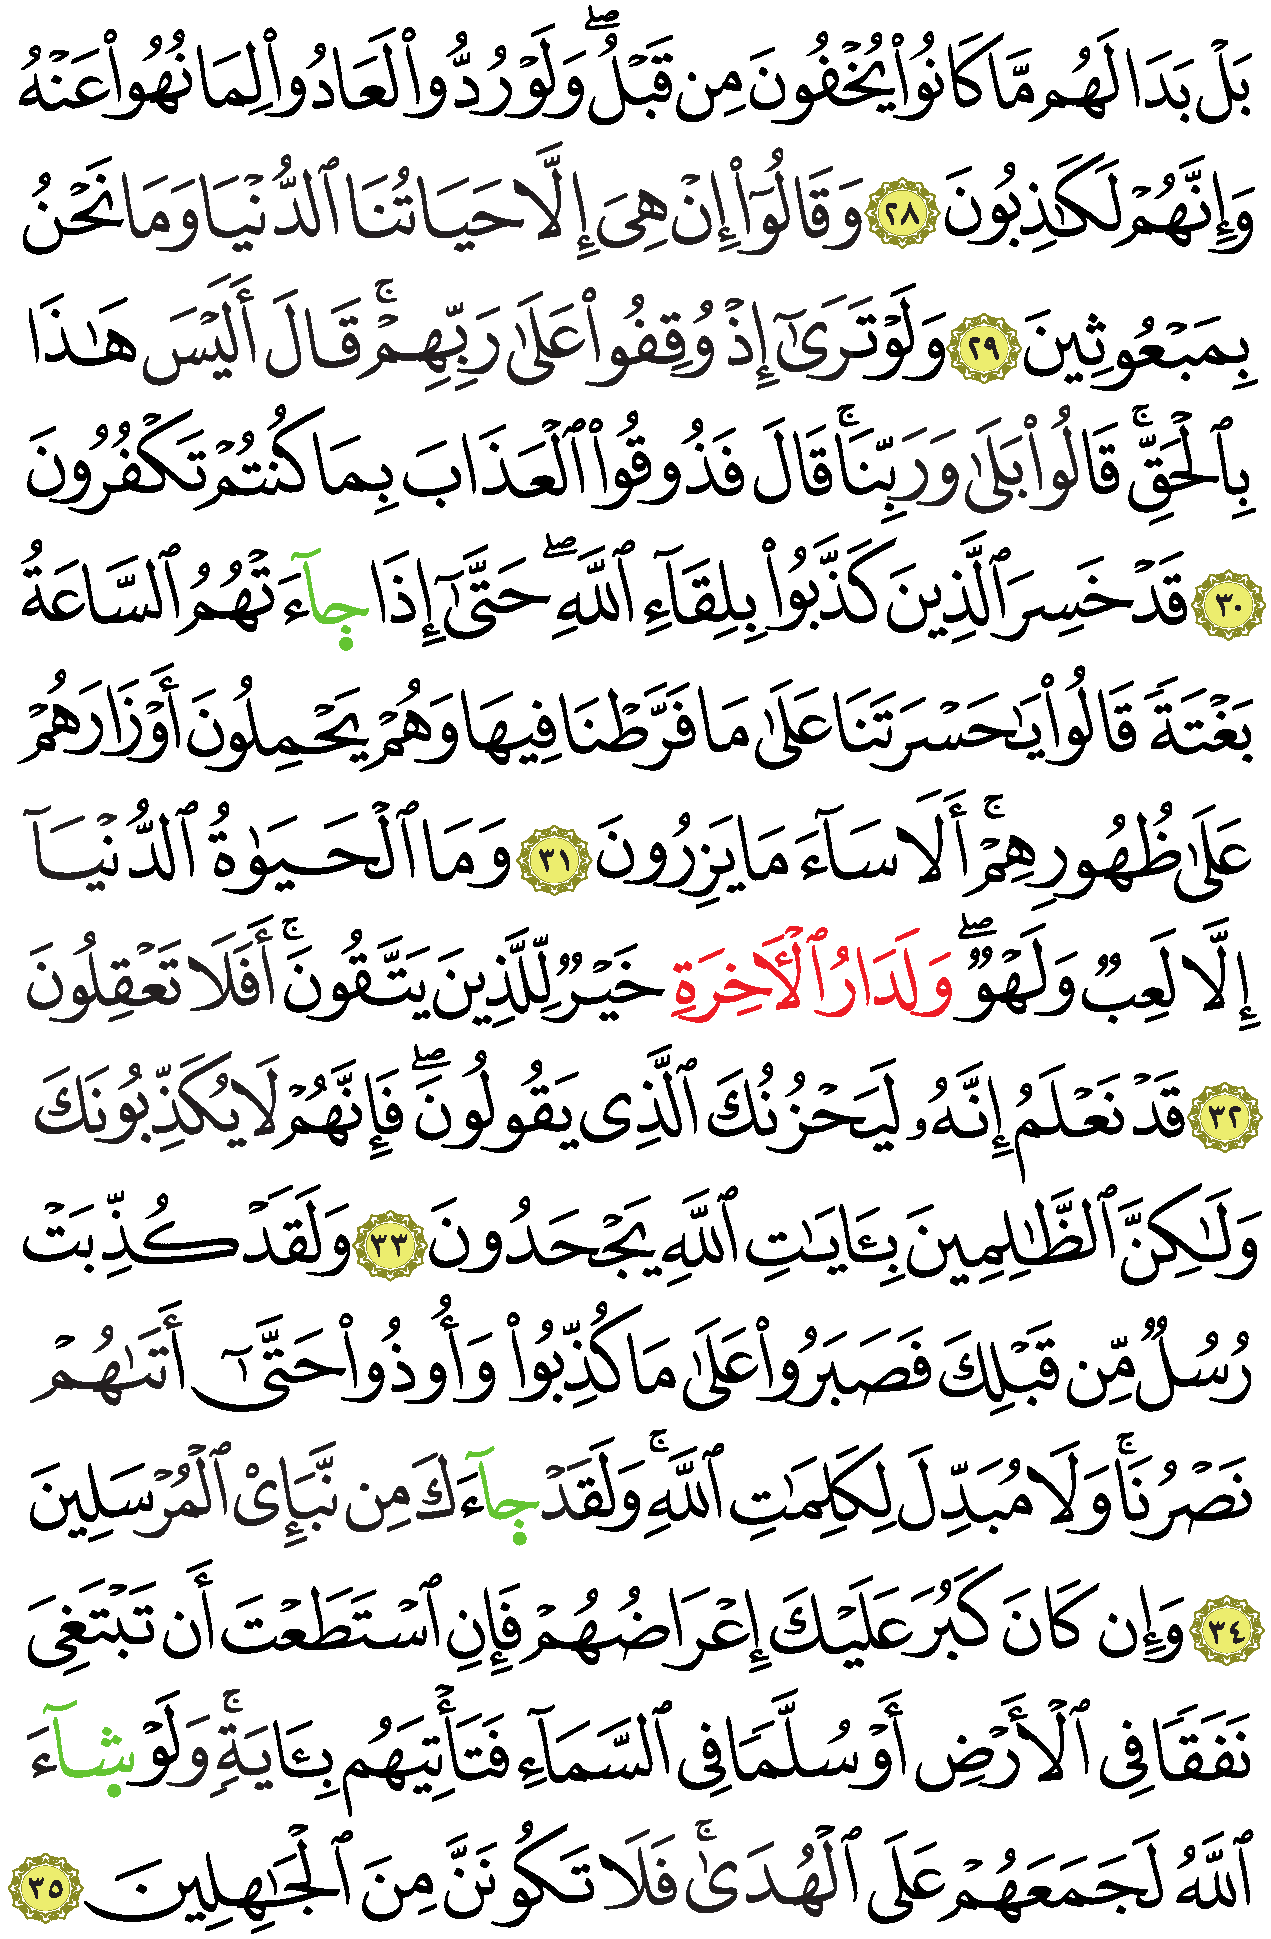 بَلۡ بَدَا لَهُم مَّا كَانُواْ يُخۡفُونَ مِن قَبۡلُۖ وَلَوۡ رُدُّواْ لَعَادُواْ لِمَا نُهُواْ عَنۡهُ
وَإِنَّهُمۡ لَكَٰذِبُونَ ٢٨ وَقَالُوٓاْ إِنۡ هِيَ إِلَّا حَيَاتُنَا ٱلدُّنۡيَا وَمَا نَحۡنُ
بِمَبۡعُوثِينَ ٢٩ وَلَوۡ تَرَىٰٓ إِذۡ وُقِفُواْ عَلَىٰ رَبِّهِمۡۚ قَالَ أَلَيۡسَ هَٰذَا
بِٱلۡحَقِّۚ قَالُواْ بَلَىٰ وَرَبِّنَاۚ قَالَ فَذُوقُواْ ٱلۡعَذَابَ بِمَا كُنتُمۡ تَكۡفُرُونَ
٣٠ قَدۡ خَسِرَ ٱلَّذِينَ كَذَّبُواْ بِلِقَآءِ ٱللَّهِۖ حَتَّىٰٓ إِذَا جَآءَتۡهُمُ ٱلسَّاعَةُ
بَغۡتَةٗ قَالُواْ يَٰحَسۡرَتَنَا عَلَىٰ مَا فَرَّطۡنَا فِيهَا وَهُمۡ يَحۡمِلُونَ أَوۡزَارَهُمۡ
عَلَىٰ ظُهُورِهِمۡۚ أَلَا سَآءَ مَا يَزِرُونَ ٣١ وَمَا ٱلۡحَيَوٰةُ ٱلدُّنۡيَآ
إِلَّا لَعِبٞ وَلَهۡوٞۖ وَلَدَارُ ٱلۡأَخِرَةِ خَيۡرٞ لِّلَّذِينَ يَتَّقُونَۚ أَفَلَا تَعۡقِلُونَ
٣٢ قَدۡ نَعۡلَمُ إِنَّهُۥ لَيَحۡزُنُكَ ٱلَّذِي يَقُولُونَۖ فَإِنَّهُمۡ لَا يُكَذِّبُونَكَ
وَلَٰكِنَّ ٱلظَّٰلِمِينَ بِـَٔايَٰتِ ٱللَّهِ يَجۡحَدُونَ ٣٣ وَلَقَدۡ كُذِّبَتۡ
رُسُلٞ مِّن قَبۡلِكَ فَصَبَرُواْ عَلَىٰ مَا كُذِّبُواْ وَأُوذُواْ حَتَّىٰٓ أَتَىٰهُمۡ
نَصۡرُنَاۚ وَلَا مُبَدِّلَ لِكَلِمَٰتِ ٱللَّهِۚ وَلَقَدۡ جَآءَكَ مِن نَّبَإِيْ ٱلۡمُرۡسَلِينَ
٣٤ وَإِن كَانَ كَبُرَ عَلَيۡكَ إِعۡرَاضُهُمۡ فَإِنِ ٱسۡتَطَعۡتَ أَن تَبۡتَغِيَ
نَفَقٗا فِي ٱلۡأَرۡضِ أَوۡ سُلَّمٗا فِي ٱلسَّمَآءِ فَتَأۡتِيَهُم بِـَٔايَةٖۚ وَلَوۡ شَآءَ
ٱللَّهُ لَجَمَعَهُمۡ عَلَى ٱلۡهُدَىٰۚ فَلَا تَكُونَنَّ مِنَ ٱلۡجَٰهِلِينَ ٣٥